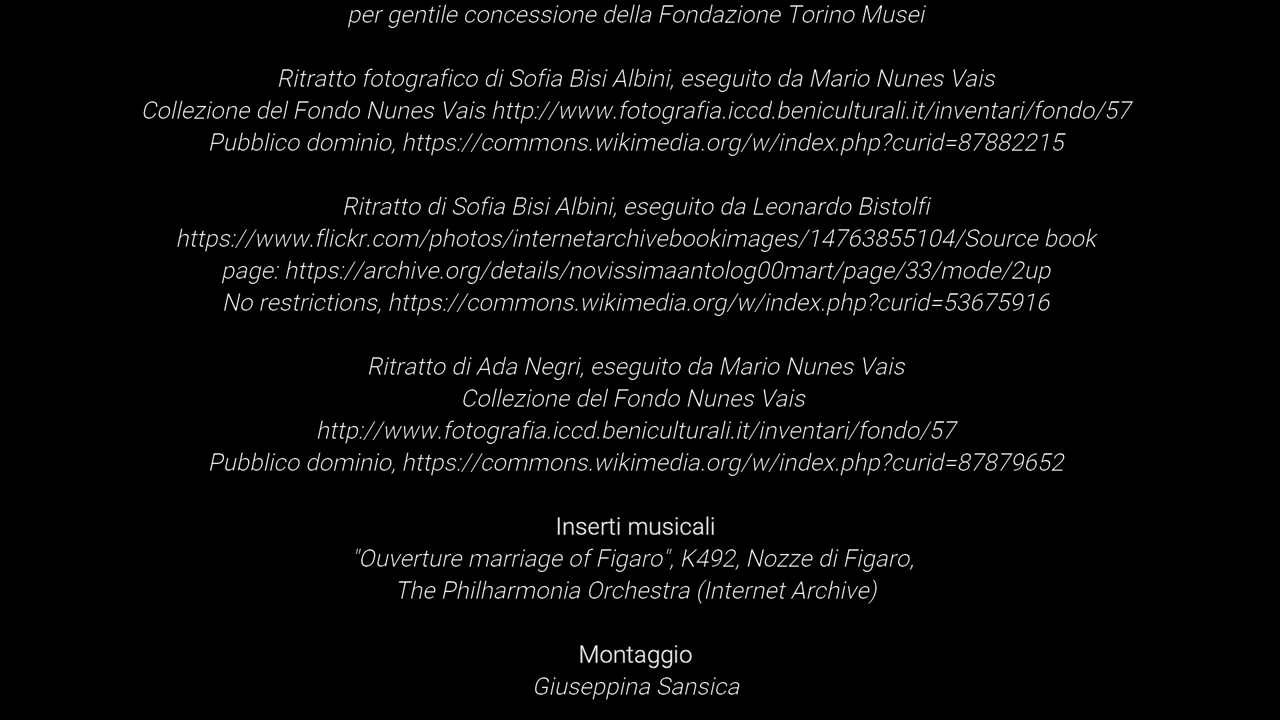 per gentile concessione della Fondazione Torino Musei
Ritratto fotografico di Sofia Bisi Albini, eseguito da Mario Nunes Vais
Collezione del Fondo Nunes Vais http://www.fotografia.iccd.beniculturali.it/inventari/fondo/57
Pubblico dominio, https://commons.wikimedia.org/w/index.php?curid=87882215
Ritratto di Sofia Bisi Albini, eseguito da Leonardo Bistolfi
https://www.flickr.com/photos/internetarchivebookimages/14763855104/Source book
page: https://archive.org/details/novissimaantolog00mart/page/33/mode/2up
No restrictions, https://commons.wikimedia.org/w/index.php?curid=53675916
Ritratto di Ada Negri, eseguito da Mario Nunes Vais
Collezione del Fondo Nunes Vais
http://www.fotografia.iccd.beniculturali.it/inventari/fondo/57
Pubblico dominio, https://commons.wikimedia.org/w/index.php?curid=87879652
Inserti musicali
"Ouverture marriage of Figaro", K492, Nozze di Figaro,
The Philharmonia Orchestra (Internet Archive)
Montaggio
Giuseppina Sansica